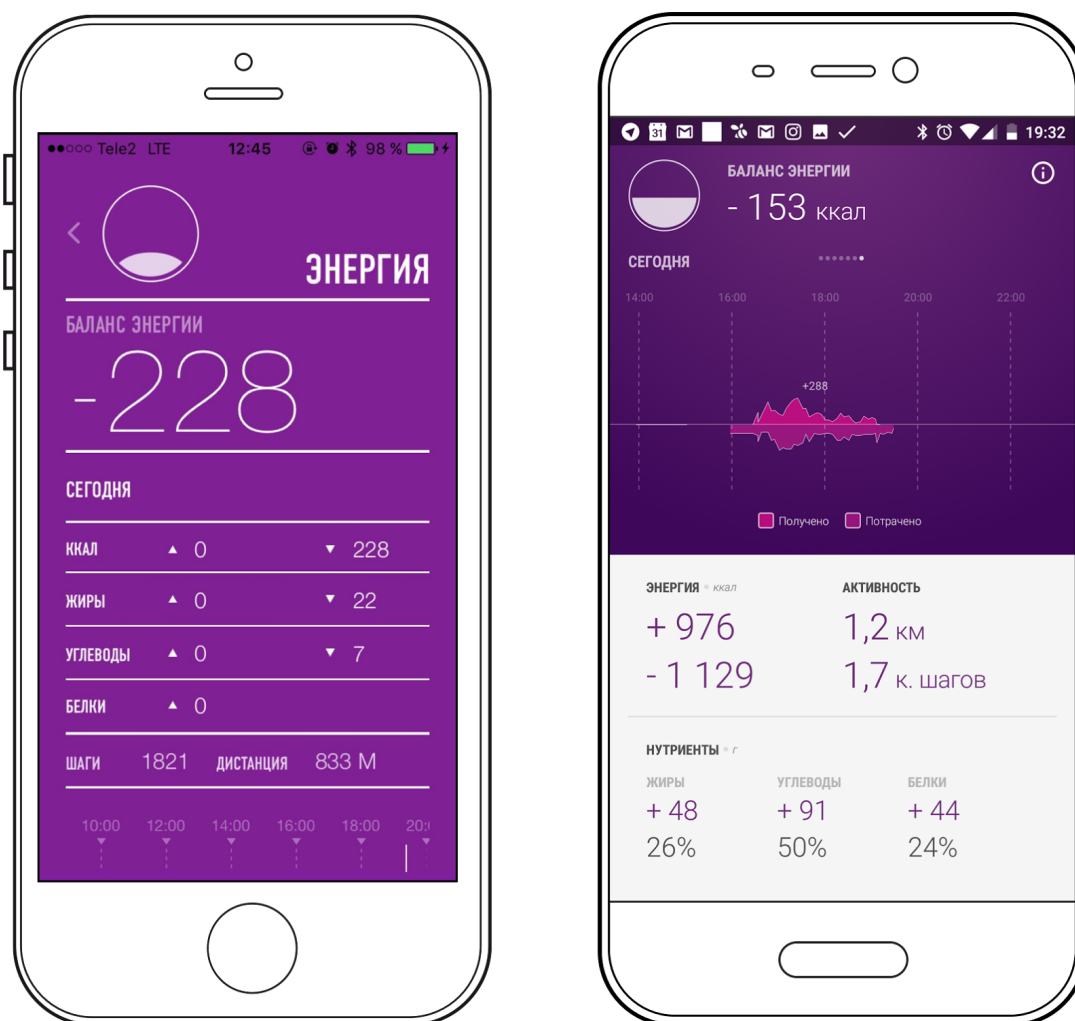 ●●○○○ Tele2 LTE 12:45 98 %
ЭНЕРГИЯ
БАЛАНС ЭНЕРГИИ
-228
СЕГОДНЯ
ККАЛ ▲ 0 ▼ 228
ЖИРЫ ▲ 0 ▼ 22
УГЛЕВОДЫ ▲ 0 ▼ 7
БЕЛКИ ▲ 0
ШАГИ 1821 ДИСТАНЦИЯ 833 М
10:00 12:00 14:00 16:00 18:00
31 19:32
БАЛАНС ЭНЕРГИИ
- 153 ккал
СЕГОДНЯ
14:00 16:00 18:00 20:00 22:00
+288
Получено Потрачено
ЭНЕРГИЯ • ккал АКТИВНОСТЬ
+ 976 1,2 км
- 1 129 1,7 к. шагов
НУТРИЕНТЫ • г
ЖИРЫ УГЛЕВОДЫ БЕЛКИ
+ 48 + 91 + 44
26% 50% 24%